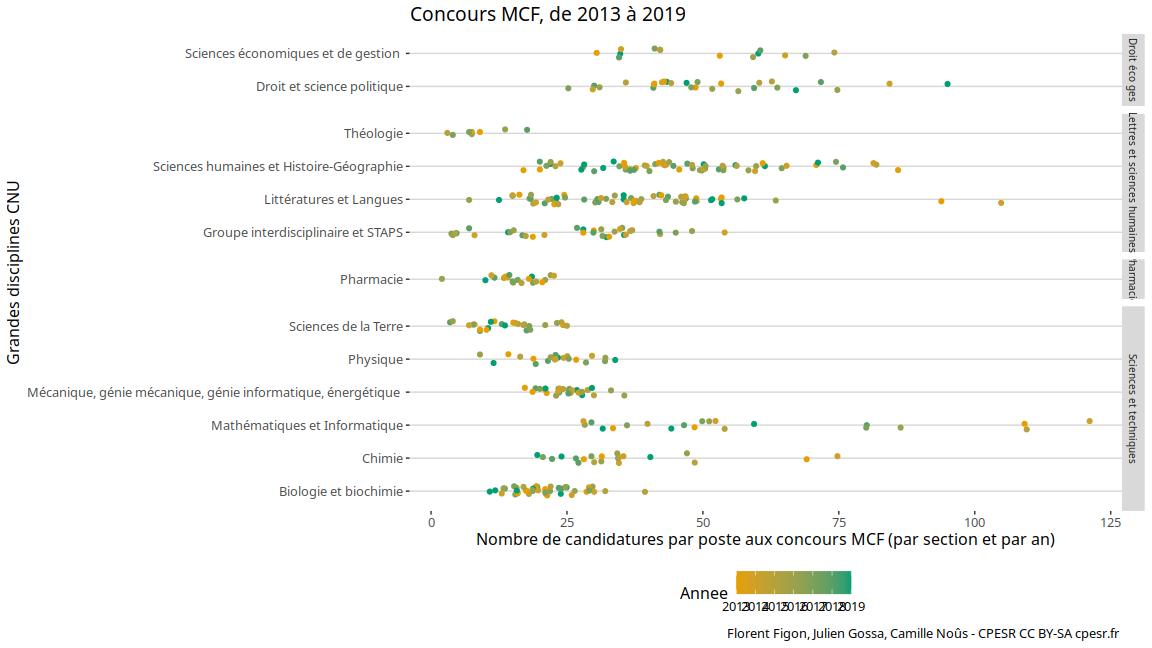 Concours MCF, de 2013 à 2019
Grandes disciplines CNU
Sciences économiques et de gestion
Droit et science politique
Droit éco ges
Théologie
Sciences humaines et Histoire-Géographie
Littératures et Langues
Groupe interdisciplinaire et STAPS
Lettres et sciences humaines
Pharmacie
harmaci
Sciences de la Terre
Physique
Mécanique, génie mécanique, génie informatique, énergétique
Mathématiques et Informatique
Chimie
Biologie et biochimie
Sciences et techniques
0 25 50 75 100 125
Nombre de candidatures par poste aux concours MCF (par section et par an)
Annee
2013 2014 2015 2016 2017 2018 2019
Florent Figon, Julien Gossa, Camille Noûs - CPESR CC BY-SA cpesr.fr